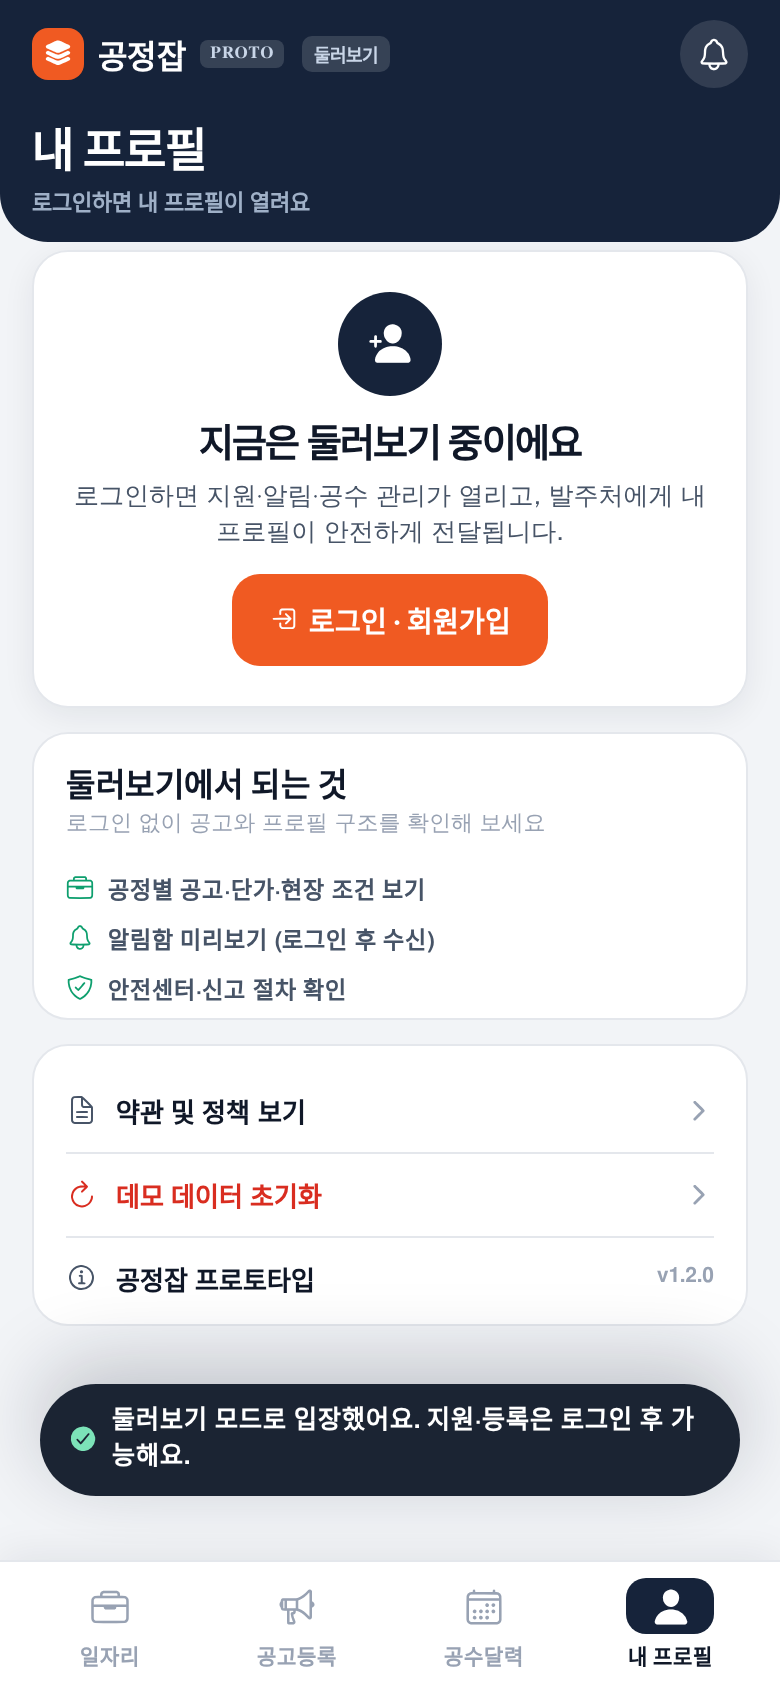 공정잡 PROTO 둘러보기
내 프로필
로그인하면 내 프로필이 열려요
지금은 둘러보기 중이에요
로그인하면 지원·알림·공수 관리가 열리고, 발주처에게 내
프로필이 안전하게 전달됩니다.
로그인 · 회원가입
둘러보기에서 되는 것
로그인 없이 공고와 프로필 구조를 확인해 보세요
공정별 공고·단가·현장 조건 보기
알림함 미리보기 (로그인 후 수신)
안전센터·신고 절차 확인
약관 및 정책 보기
데모 데이터 초기화
공정잡 프로토타입 v1.2.0
둘러보기 모드로 입장했어요. 지원·등록은 로그인 후 가
능해요.
일자리 공고등록 공수달력 내 프로필